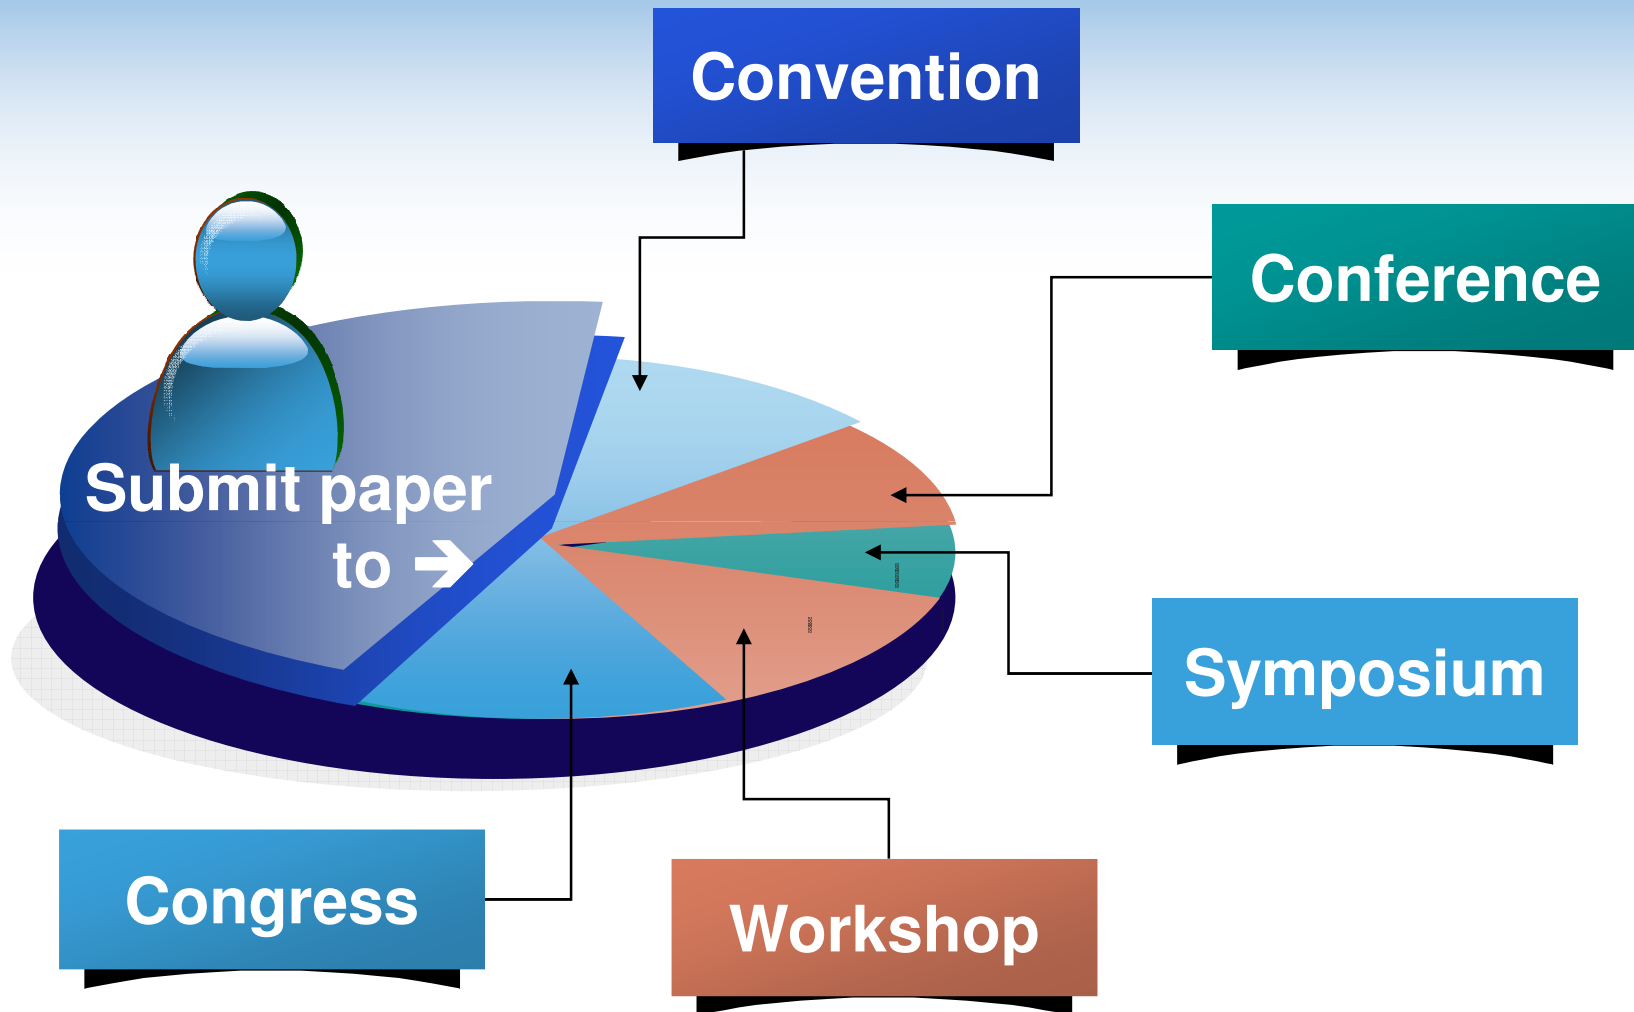 Convention
Conference
Submit paper
to ➔
Symposium
Congress
Workshop